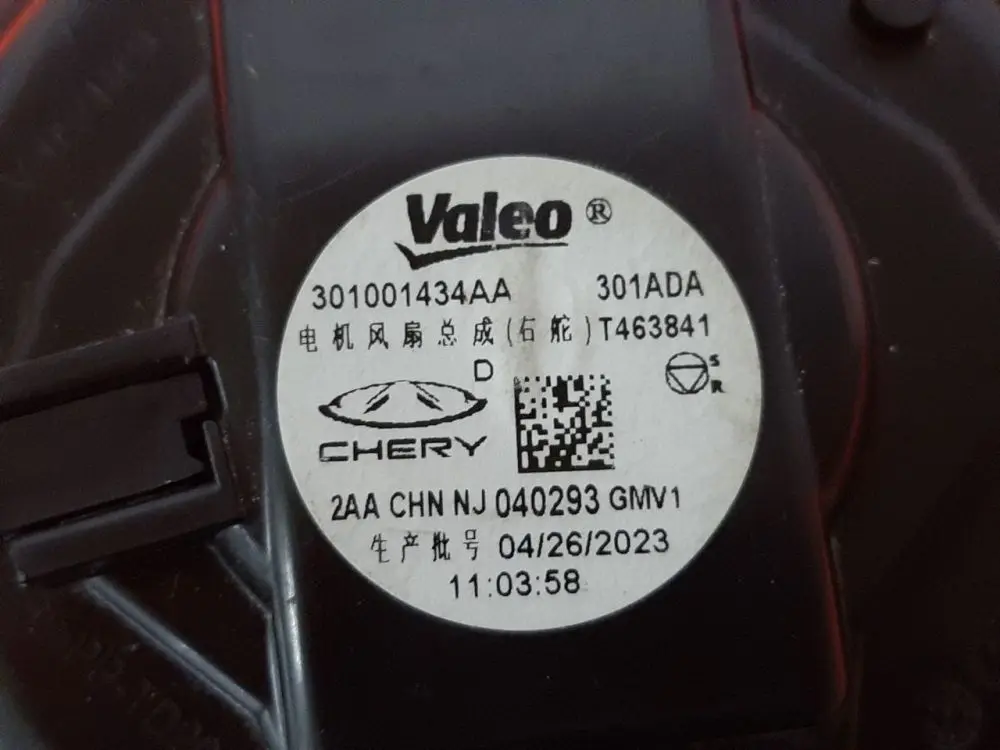 Valeo ®
301001434AA 301ADA
电机风扇总成(右舵) T463841
D
S
R
CHERY
2AA CHN NJ 040293 GMV1
生产批号 04/26/2023
11:03:58